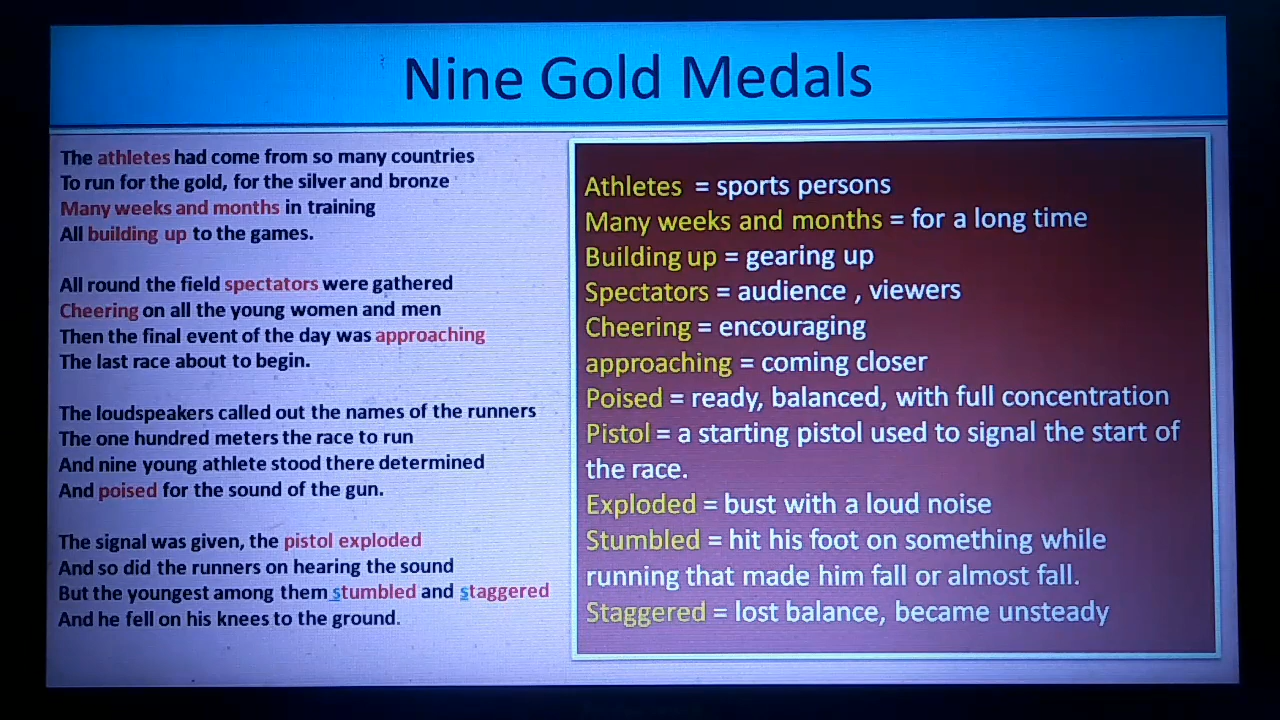 Nine Gold Medals
The athletes had come from so many countries
To run for the gold, for the silver and bronze
Many weeks and months in training
All building up to the games.
All round the field spectators were gathered
Cheering on all the young women and men
Then the final event of the day was approaching
The last race about to begin.
The loudspeakers called out the names of the runners
The one hundred meters the race to run
And nine young athlete stood there determined
And poised for the sound of the gun.
The signal was given, the pistol exploded
And so did the runners on hearing the sound
But the youngest among them stumbled and staggered
And he fell on his knees to the ground.
Athletes = sports persons
Many weeks and months = for a long time
Building up = gearing up
Spectators = audience , viewers
Cheering = encouraging
approaching = coming closer
Poised = ready, balanced, with full concentration
Pistol = a starting pistol used to signal the start of
the race.
Exploded = bust with a loud noise
Stumbled = hit his foot on something while
running that made him fall or almost fall.
Staggered = lost balance, became unsteady